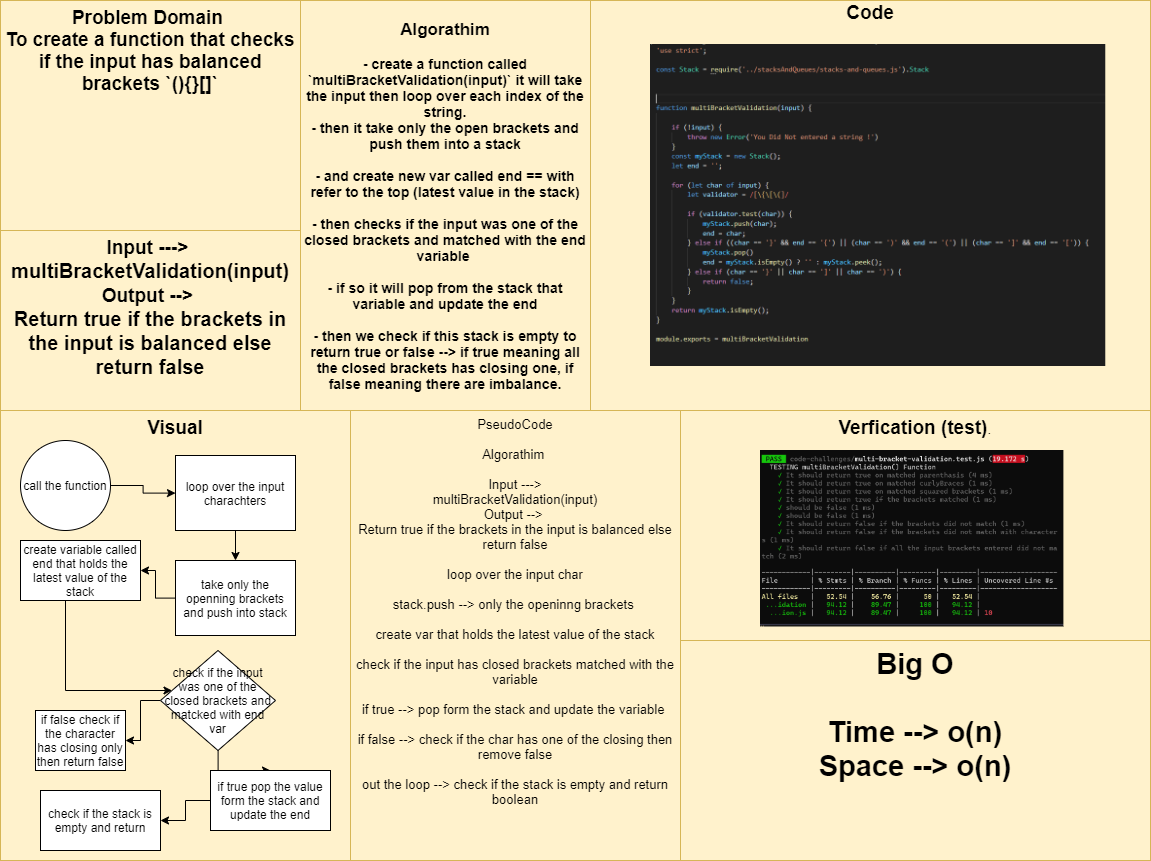 Problem Domain
To create a function that checks
if the input has balanced
brackets `(){}[]`
Input --->
multiBracketValidation(input)
Output -->
Return true if the brackets in
the input is balanced else
return false
Algorathim
- create a function called
`multiBracketValidation(input)` it will take
the input then loop over each index of the
string.
- then it take only the open brackets and
push them into a stack
- and create new var called end == with
refer to the top (latest value in the stack)
- then checks if the input was one of the
closed brackets and matched with the end
variable
- if so it will pop from the stack that
variable and update the end
- then we check if this stack is empty to
return true or false --> if true meaning all
the closed brackets has closing one, if
false meaning there are imbalance.
Code
'use strict';
const Stack = require('../stacksAndQueues/stacks-and-queues.js').Stack
function multiBracketValidation(input) {
if (!input) {
throw new Error('You Did Not entered a string !')
}
const myStack = new Stack();
let end = '';
for (let char of input) {
let validator = /[\{\[\(]/
if (validator.test(char)) {
myStack.push(char);
end = char;
} else if ((char == '}' && end == '{') || (char == ')' && end == '(') || (char == ']' && end == '[')) {
myStack.pop()
end = myStack.isEmpty() ? '' : myStack.peek();
} else if (char == '}' || char == ']' || char == ')') {
return false;
}
}
return myStack.isEmpty();
}
module.exports = multiBracketValidation
Visual
call the function
loop over the input
charachters
create variable called
end that holds the
latest value of the
stack
take only the
openning brackets
and push into stack
check if the input
was one of the
closed brackets and
matcked with end
var
if false check if
the character
has closing only
then return false
if true pop the value
form the stack and
update the end
check if the stack is
empty and return
PseudoCode
Algorathim
Input --->
multiBracketValidation(input)
Output -->
Return true if the brackets in the input is balanced else
return false
loop over the input char
stack.push --> only the openinng brackets
create var that holds the latest value of the stack
check if the input has closed brackets matched with the
variable
if true --> pop form the stack and update the variable
if false --> check if the char has one of the closing then
remove false
out the loop --> check if the stack is empty and return
boolean
Verfication (test).
PASS code-challenges/multi-bracket-validation.test.js (19.172 s)
TESTING multiBracketValidation() Function
√ It should return true on matched parenthasis (4 ms)
√ It should return true on matched curlyBraces (1 ms)
√ It should return true on matched squared brackets (1 ms)
√ It should return true if the brackets matched (1 ms)
√ should be false (1 ms)
√ should be false (1 ms)
√ It should return false if the brackets did not match (1 ms)
√ It should return false if the brackets did not match with character
s (1 ms)
√ It should return false if all the input brackets entered did not ma
tch (2 ms)
File | % Stmts | % Branch | % Funcs | % Lines | Uncovered Line #s
All files | 52.54 | 56.76 | 50 | 52.54 |
...idation | 94.12 | 89.47 | 100 | 94.12 |
...ion.js | 94.12 | 89.47 | 100 | 94.12 | 10
Big O
Time --> o(n)
Space --> o(n)